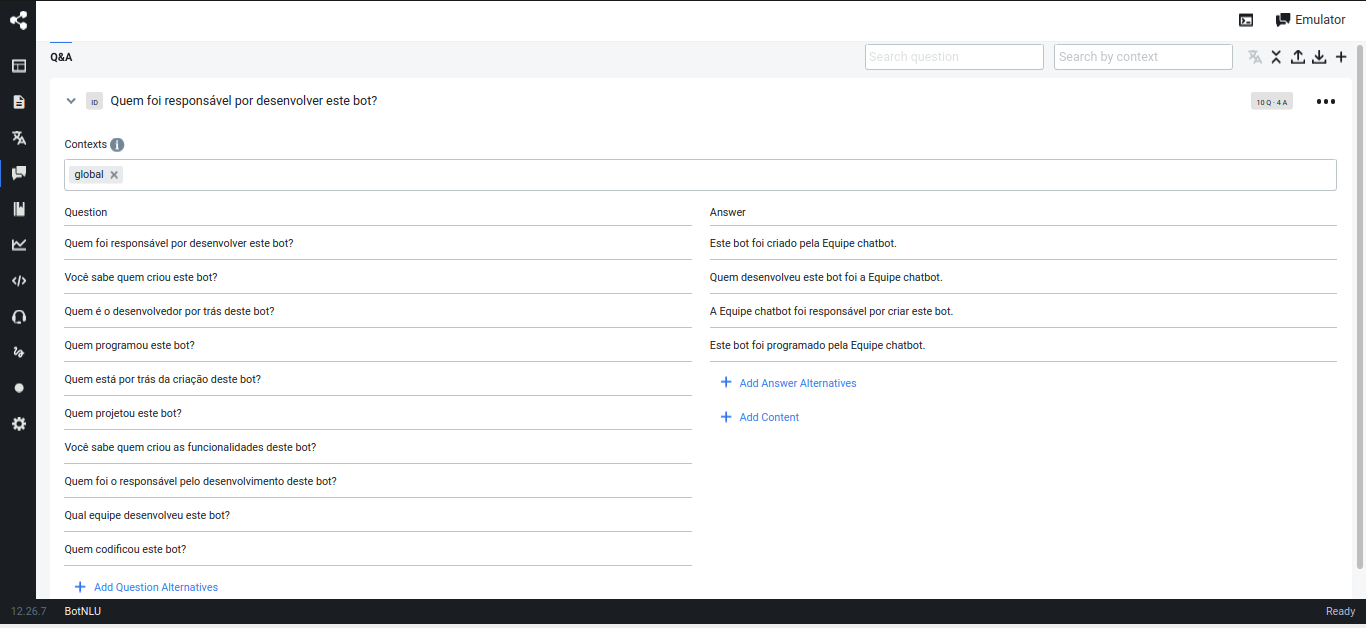 Emulator
Q&A
Search question
Search by context
ID
Quem foi responsável por desenvolver este bot?
10 Q · 4 A
Contexts
global
Question
Answer
Quem foi responsável por desenvolver este bot?
Este bot foi criado pela Equipe chatbot.
Você sabe quem criou este bot?
Quem desenvolveu este bot foi a Equipe chatbot.
Quem é o desenvolvedor por trás deste bot?
A Equipe chatbot foi responsável por criar este bot.
Quem programou este bot?
Este bot foi programado pela Equipe chatbot.
Quem está por trás da criação deste bot?
Add Answer Alternatives
Quem projetou este bot?
Add Content
Você sabe quem criou as funcionalidades deste bot?
Quem foi o responsável pelo desenvolvimento deste bot?
Qual equipe desenvolveu este bot?
Quem codificou este bot?
Add Question Alternatives
12.26.7
BotNLU
Ready